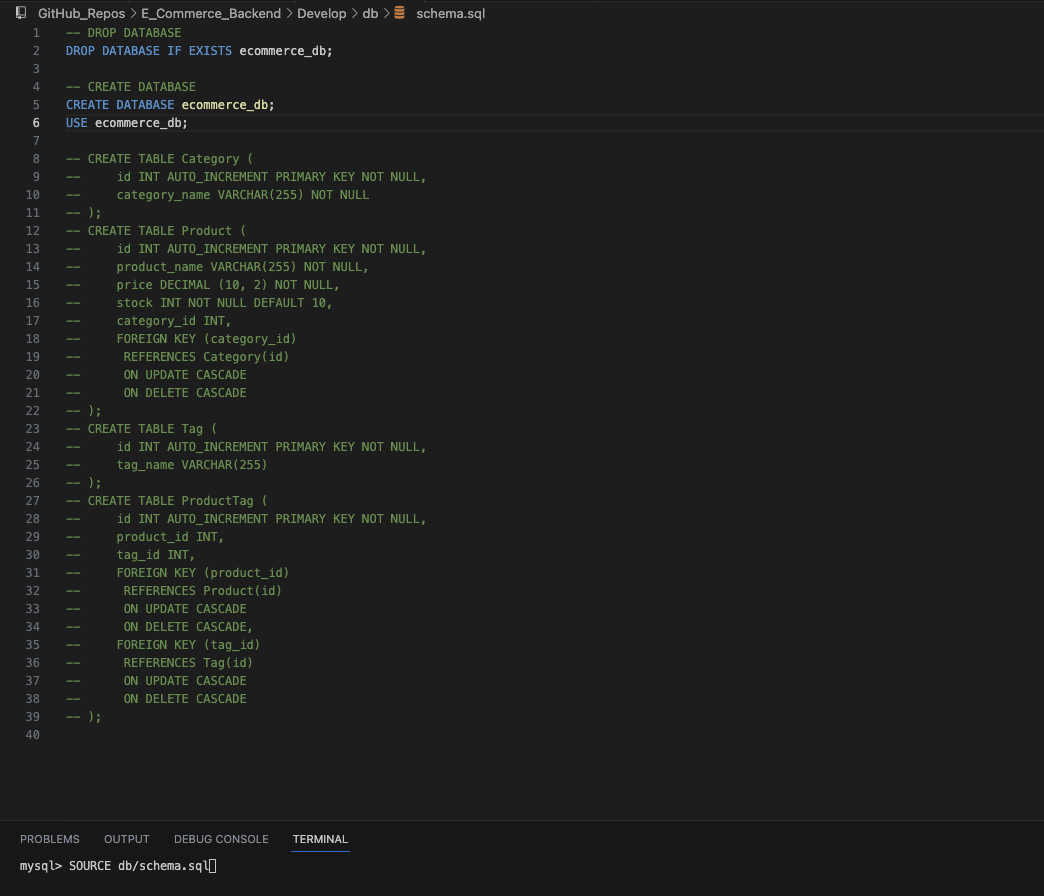 GitHub_Repos > E_Commerce_Backend > Develop > db > schema.sql
1 -- DROP DATABASE
2 DROP DATABASE IF EXISTS ecommerce_db;
3
4 -- CREATE DATABASE
5 CREATE DATABASE ecommerce_db;
6 USE ecommerce_db;
7
8 -- CREATE TABLE Category (
9 --     id INT AUTO_INCREMENT PRIMARY KEY NOT NULL,
10 --     category_name VARCHAR(255) NOT NULL
11 -- );
12 -- CREATE TABLE Product (
13 --     id INT AUTO_INCREMENT PRIMARY KEY NOT NULL,
14 --     product_name VARCHAR(255) NOT NULL,
15 --     price DECIMAL (10, 2) NOT NULL,
16 --     stock INT NOT NULL DEFAULT 10,
17 --     category_id INT,
18 --     FOREIGN KEY (category_id)
19 --      REFERENCES Category(id)
20 --      ON UPDATE CASCADE
21 --      ON DELETE CASCADE
22 -- );
23 -- CREATE TABLE Tag (
24 --     id INT AUTO_INCREMENT PRIMARY KEY NOT NULL,
25 --     tag_name VARCHAR(255)
26 -- );
27 -- CREATE TABLE ProductTag (
28 --     id INT AUTO_INCREMENT PRIMARY KEY NOT NULL,
29 --     product_id INT,
30 --     tag_id INT,
31 --     FOREIGN KEY (product_id)
32 --      REFERENCES Product(id)
33 --      ON UPDATE CASCADE
34 --      ON DELETE CASCADE,
35 --     FOREIGN KEY (tag_id)
36 --      REFERENCES Tag(id)
37 --      ON UPDATE CASCADE
38 --      ON DELETE CASCADE
39 -- );
40
PROBLEMS OUTPUT DEBUG CONSOLE TERMINAL
mysql> SOURCE db/schema.sql